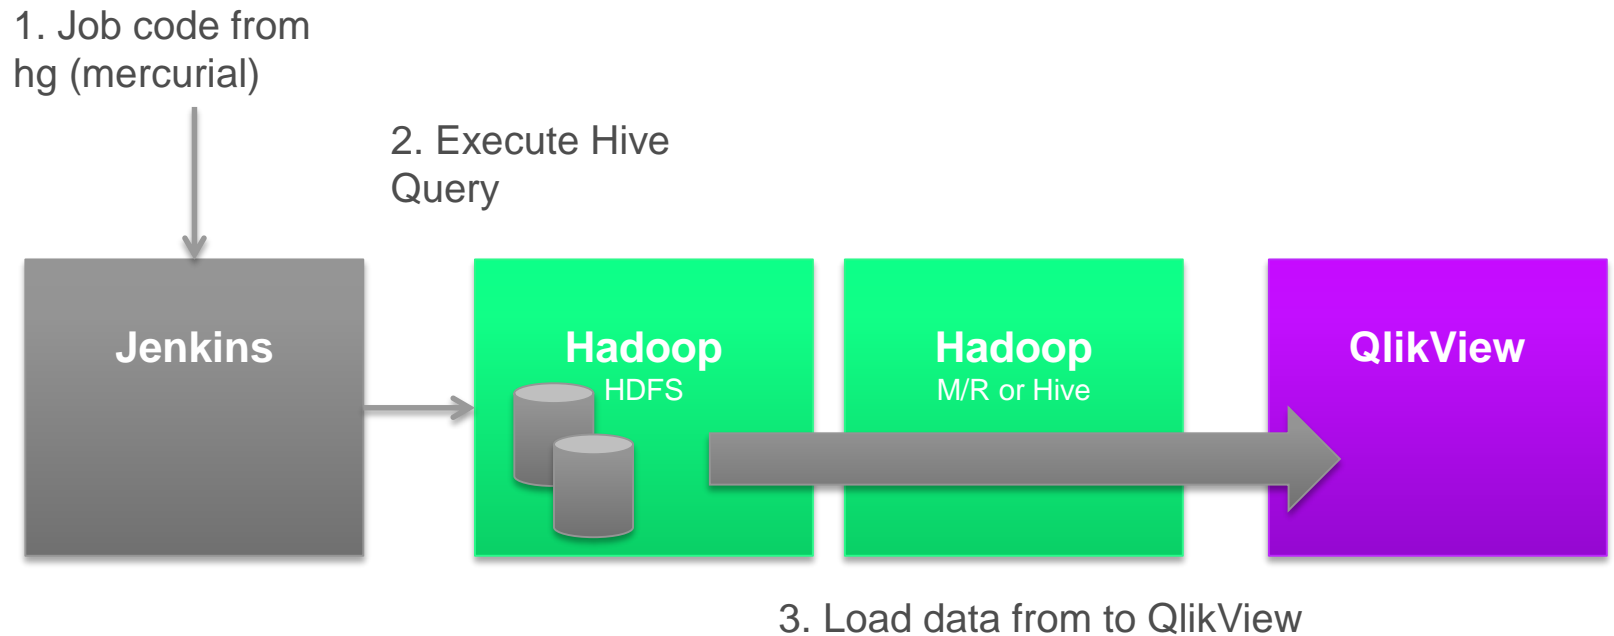 1. Job code from
hg (mercurial)
2. Execute Hive
Query
Jenkins
Hadoop
HDFS
Hadoop
M/R or Hive
QlikView
3. Load data from to QlikView